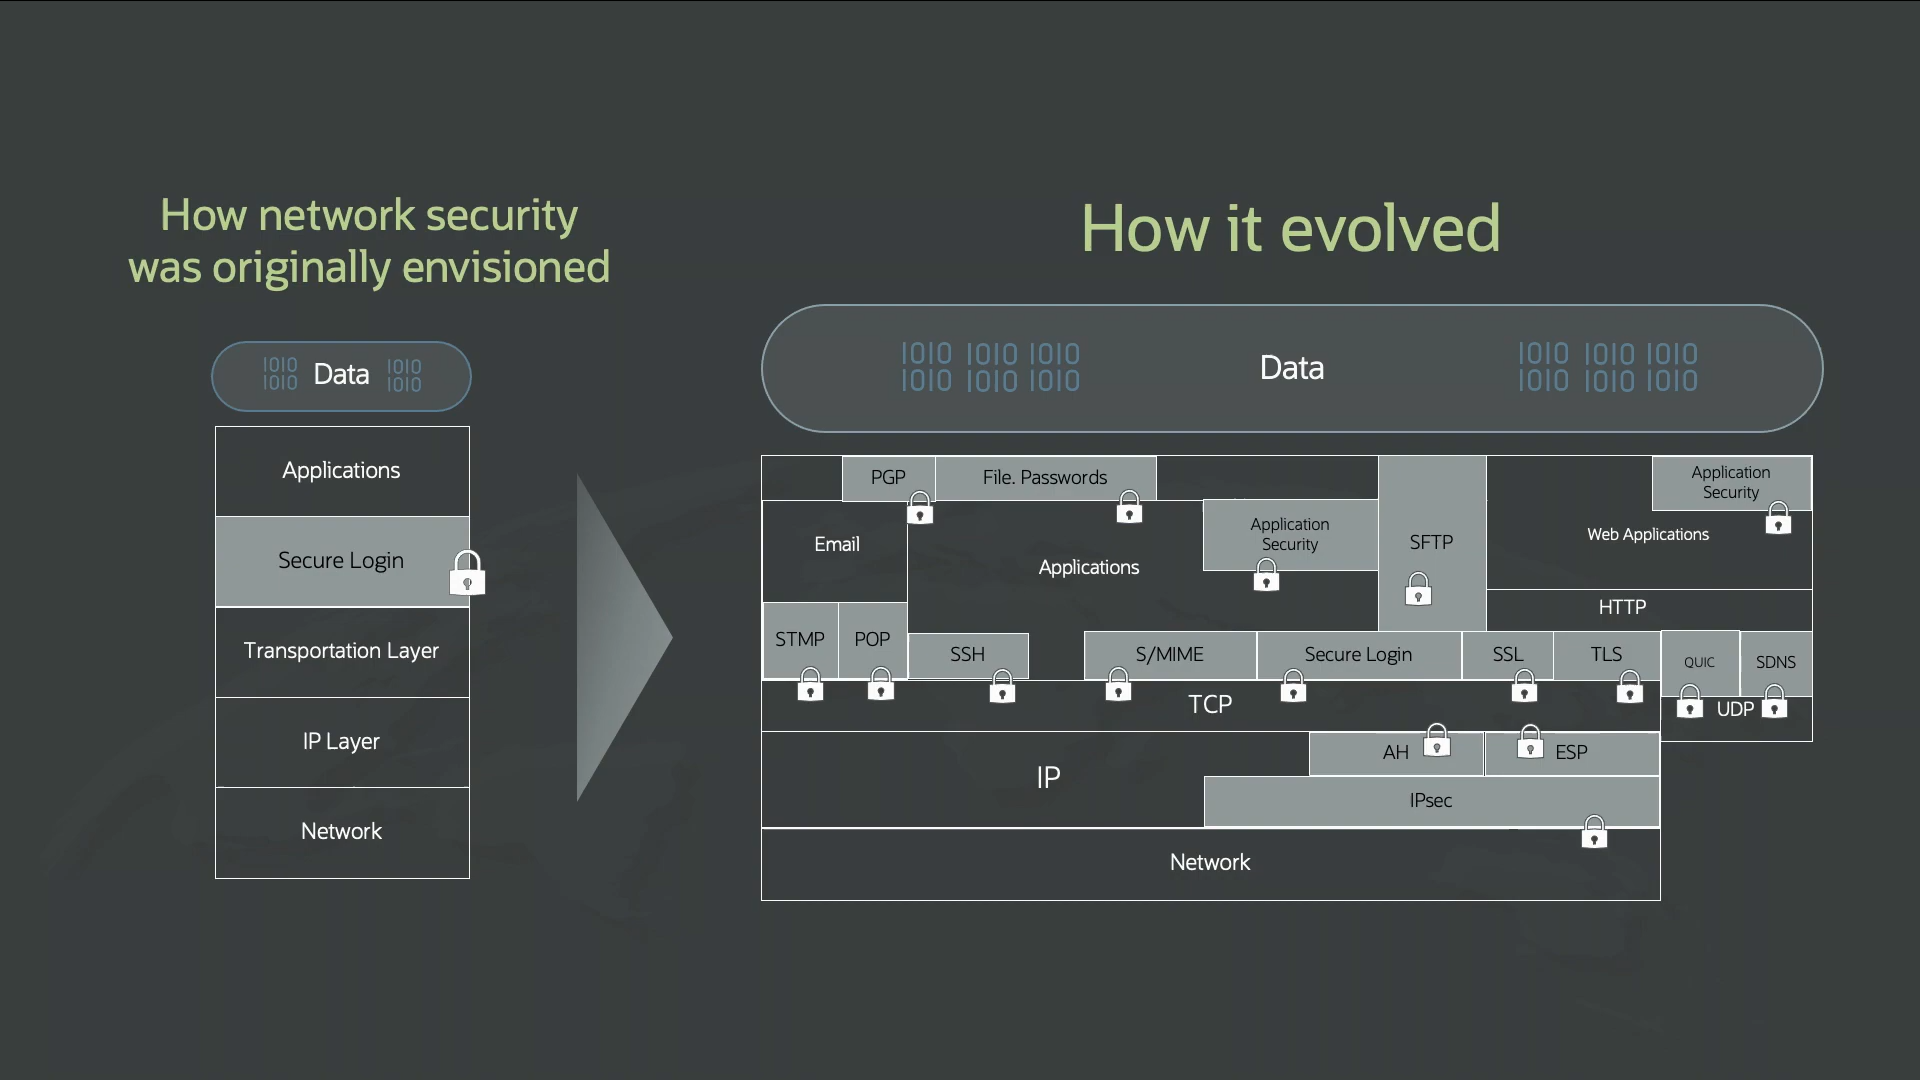 How network security
was originally envisioned
1010
1010
Data
1010
1010
Applications
Secure Login
Transportation Layer
IP Layer
Network
How it evolved
1010 1010 1010
1010 1010 1010
Data
1010 1010 1010
1010 1010 1010
PGP
File. Passwords
Application
Security
Email
Applications
Application
Security
SFTP
Web Applications
HTTP
STMP
POP
SSH
S/MIME
Secure Login
SSL
TLS
QUIC
SDNS
TCP
UDP
IP
AH
ESP
IPsec
Network